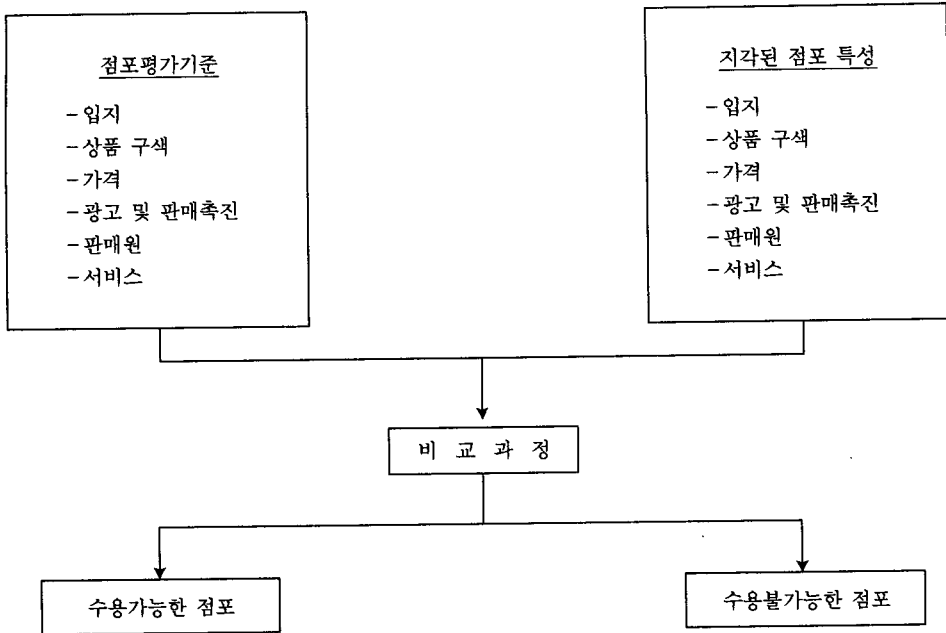 점포평가기준
-입지
-상품 구색
-가격
-광고 및 판매촉진
-판매원
-서비스
지각된 점포 특성
-입지
-상품 구색
-가격
-광고 및 판매촉진
-판매원
-서비스
비 교 과 정
수용가능한 점포
수용불가능한 점포